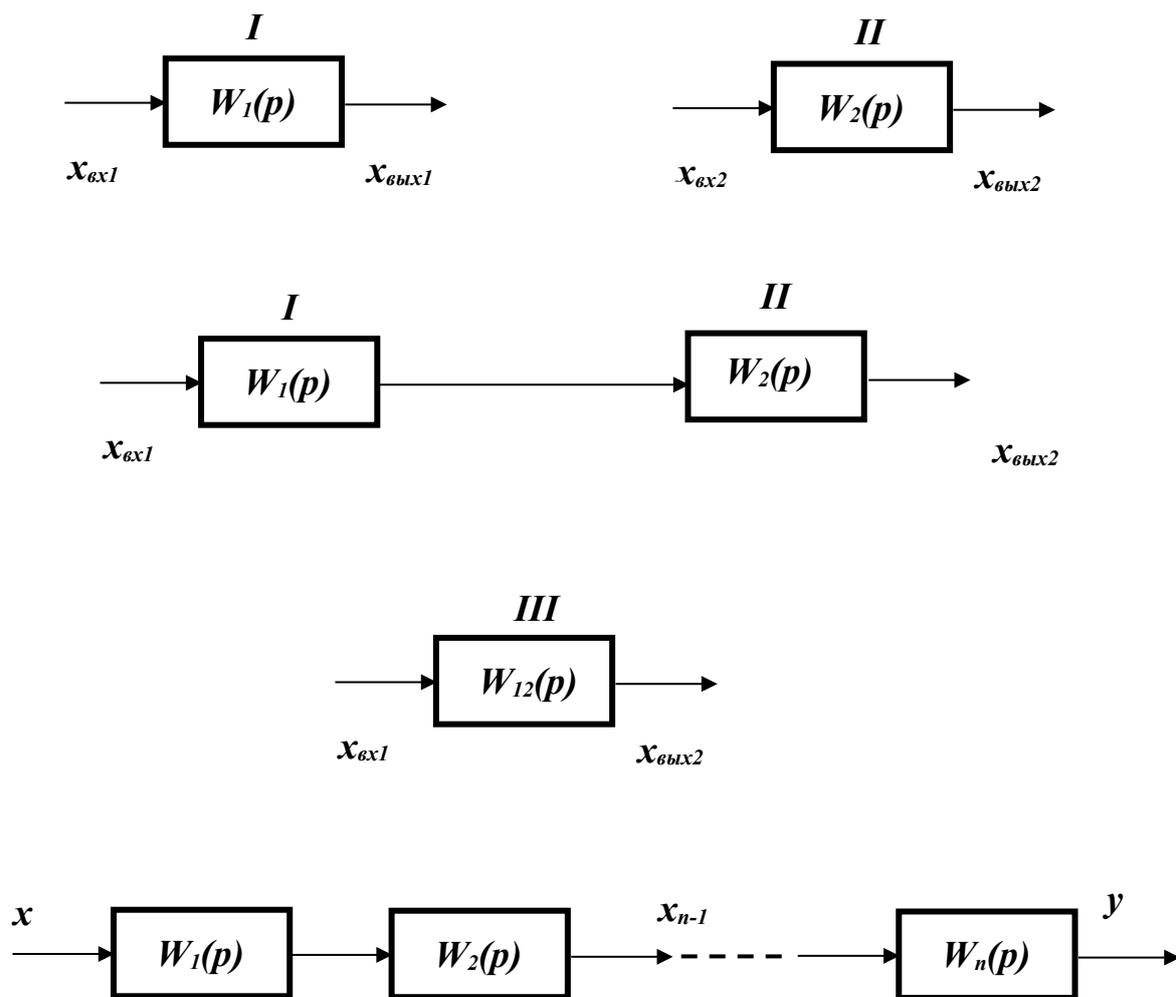 I
II
W₁(p)
W₂(p)
xвх1
xвых1
xвх2
xвых2
I
II
W₁(p)
W₂(p)
xвх1
xвых2
III
W₁₂(p)
xвх1
xвых2
x
xn-1
y
W₁(p)
W₂(p)
Wn(p)